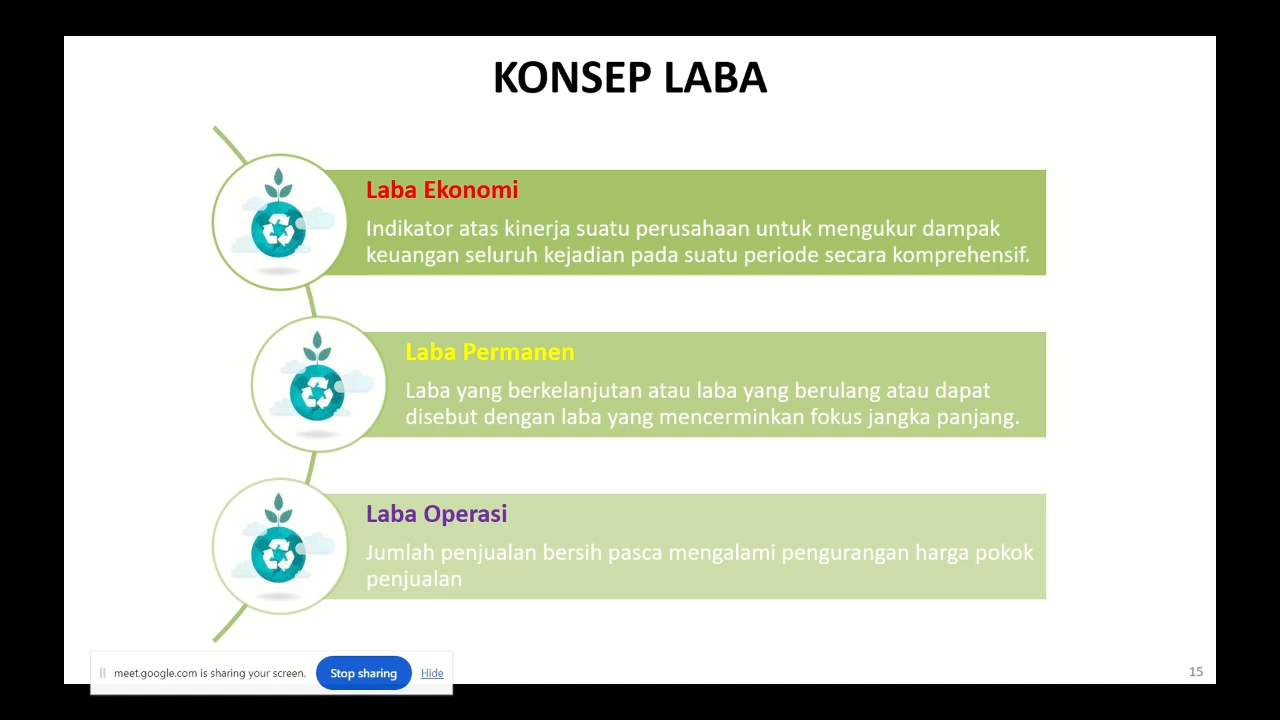 KONSEP LABA
Laba Ekonomi
Indikator atas kinerja suatu perusahaan untuk mengukur dampak
keuangan seluruh kejadian pada suatu periode secara komprehensif.
Laba Permanen
Laba yang berkelanjutan atau laba yang berulang atau dapat
disebut dengan laba yang mencerminkan fokus jangka panjang.
Laba Operasi
Jumlah penjualan bersih pasca mengalami pengurangan harga pokok
penjualan
meet.google.com is sharing your screen.
Stop sharing
Hide
15